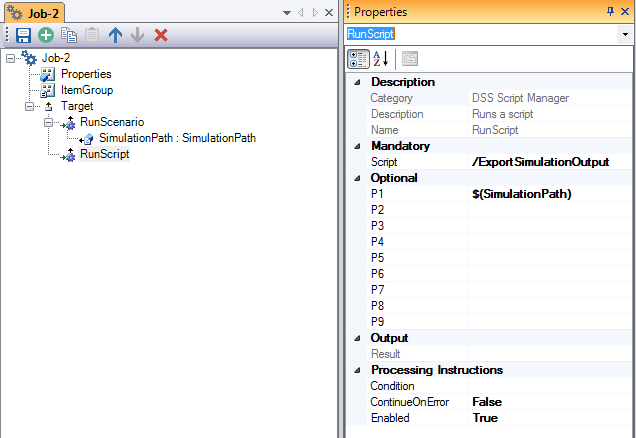 Job-2
Job-2
Properties
ItemGroup
Target
RunScenario
SimulationPath : SimulationPath
RunScript
Properties
RunScript
Description
Category DSS Script Manager
Description Runs a script
Name RunScript
Mandatory
Script /ExportSimulationOutput
Optional
P1 $(SimulationPath)
P2
P3
P4
P5
P6
P7
P8
P9
Output
Result
Processing Instructions
Condition
ContinueOnError False
Enabled True